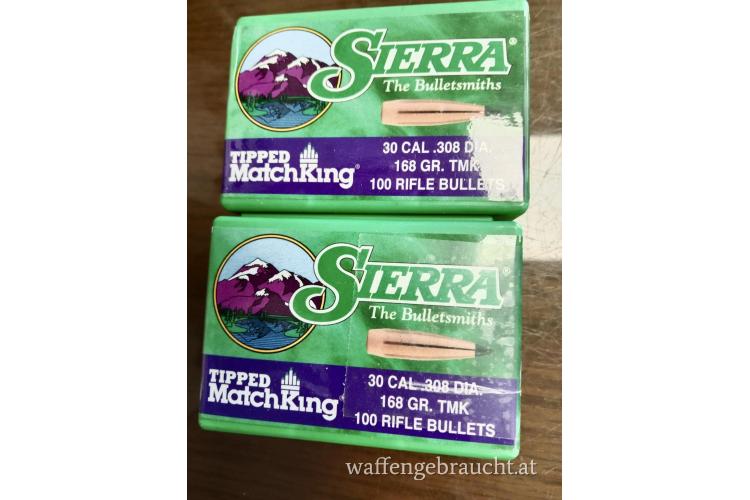 SIERRA®
The Bulletsmiths
30 CAL .308 DIA.
168 GR. TMK
100 RIFLE BULLETS
TIPPED
MatchKing®
SIERRA®
The Bulletsmiths
30 CAL .308 DIA.
168 GR. TMK
100 RIFLE BULLETS
TIPPED
MatchKing
waffengebraucht.at